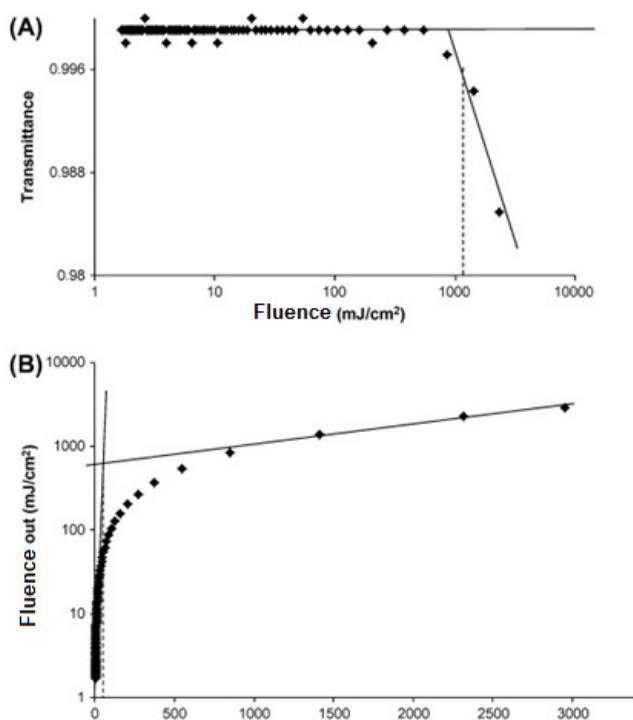 (A)
0.996
0.988
0.98
Transmittance
1 10 100 1000 10000
Fluence (mJ/cm²)
(B)
10000
1000
100
10
1
Fluence out (mJ/cm²)
0 500 1000 1500 2000 2500 3000